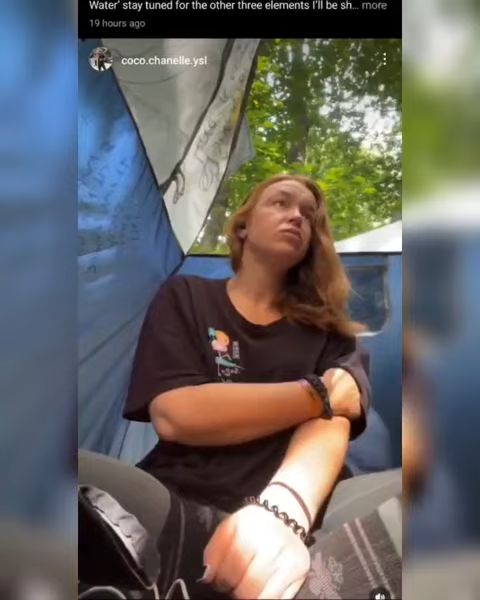 Water' stay tuned for the other three elements I'll be sh… more
19 hours ago
coco.chanelle.ysl